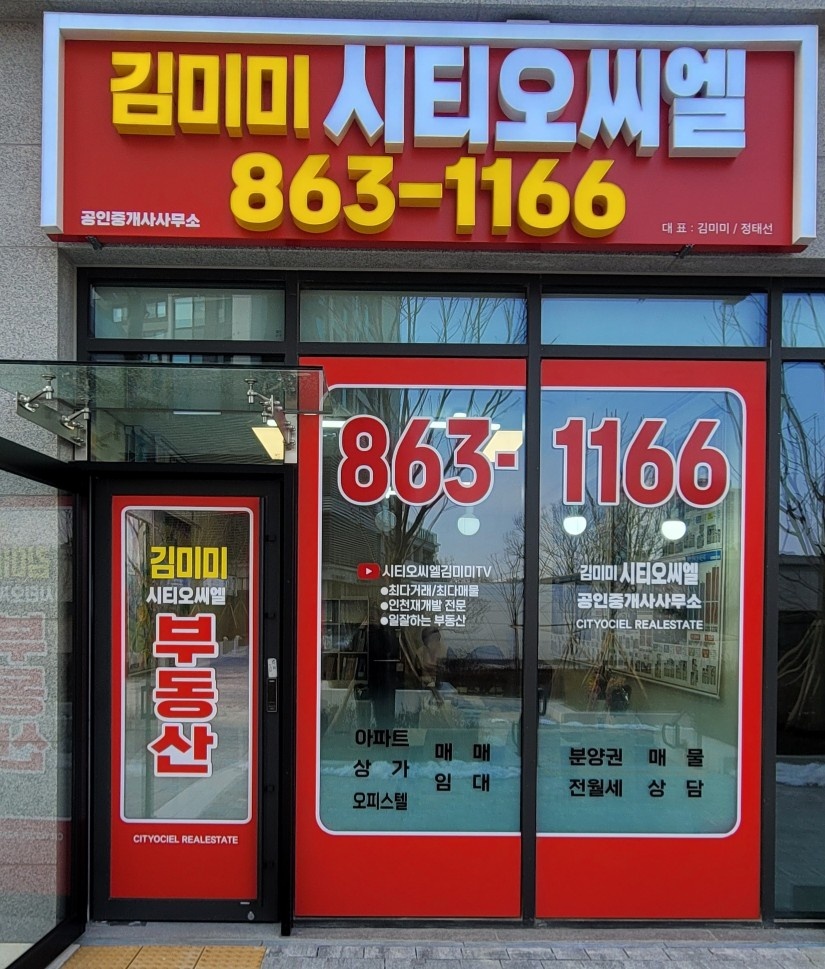 김미미 시티오씨엘
863-1166
공인중개사사무소
대 표 : 김미미 / 정태선
863-1166
김미미
시티오씨엘
부동산
CITYOCIEL REALESTATE
시티오씨엘김미미TV
●최다거래/최다매물
●인천재개발 전문
●일잘하는 부동산
김미미 시티오씨엘
공인중개사사무소
CITYOCIEL REALESTATE
아파트 매 매
상 가 임 대
오피스텔
분양권 매 물
전월세 상 담